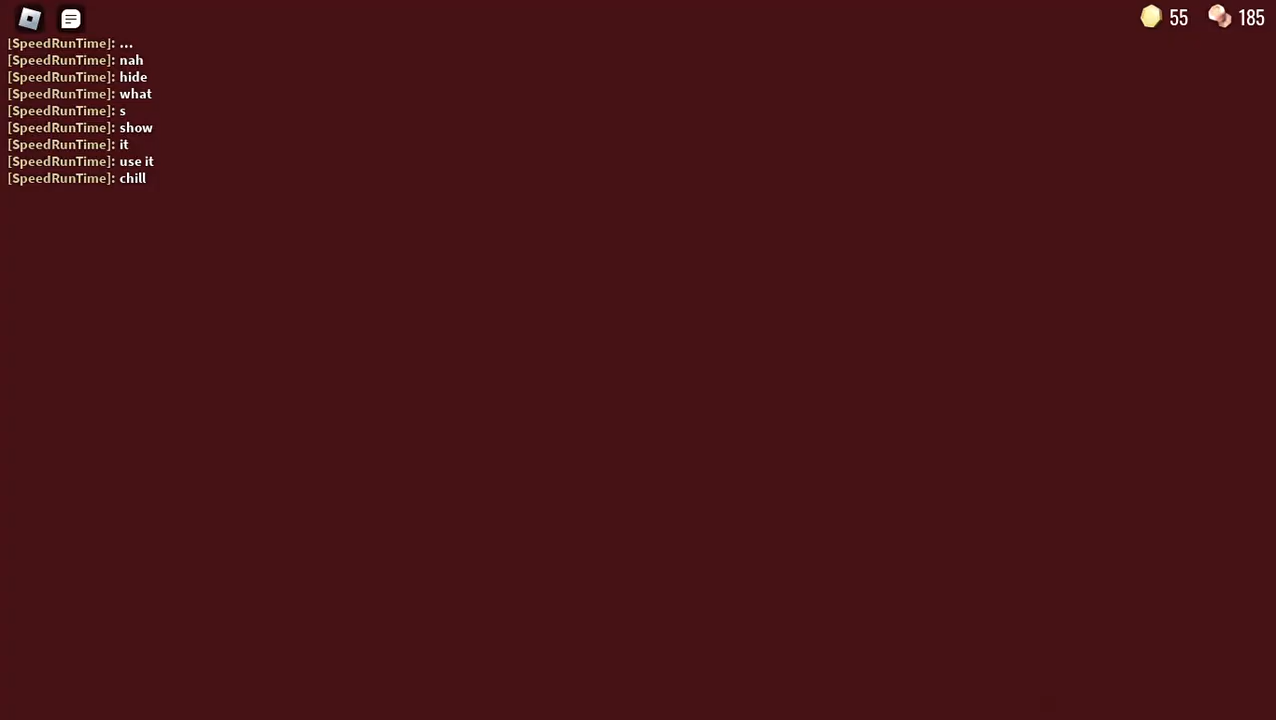 55 185
[SpeedRunTime]: ...
[SpeedRunTime]: nah
[SpeedRunTime]: hide
[SpeedRunTime]: what
[SpeedRunTime]: s
[SpeedRunTime]: show
[SpeedRunTime]: it
[SpeedRunTime]: use it
[SpeedRunTime]: chill